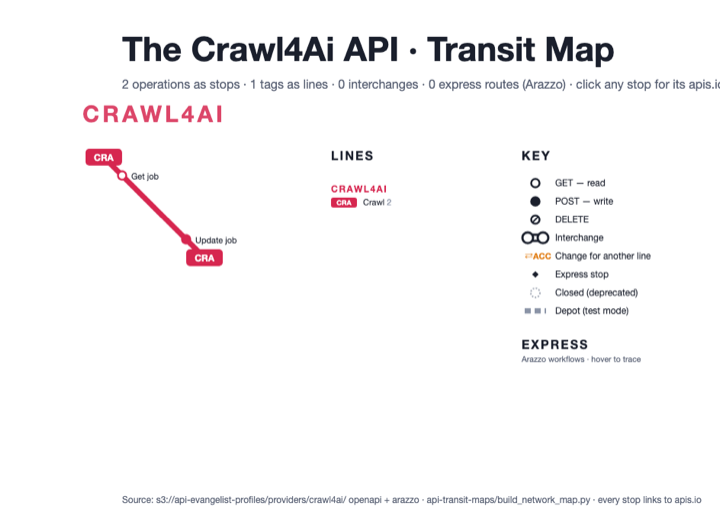 The Crawl4Ai API · Transit Map
2 operations as stops · 1 tags as lines · 0 interchanges · 0 express routes (Arazzo) · click any stop for its apis.io
CRAWL4AI
CRA
Get job
Update job
CRA
LINES
CRAWL4AI
CRA Crawl 2
KEY
GET — read
POST — write
DELETE
Interchange
⇄ACC Change for another line
Express stop
Closed (deprecated)
Depot (test mode)
EXPRESS
Arazzo workflows · hover to trace
Source: s3://api-evangelist-profiles/providers/crawl4ai/ openapi + arazzo · api-transit-maps/build_network_map.py · every stop links to apis.io